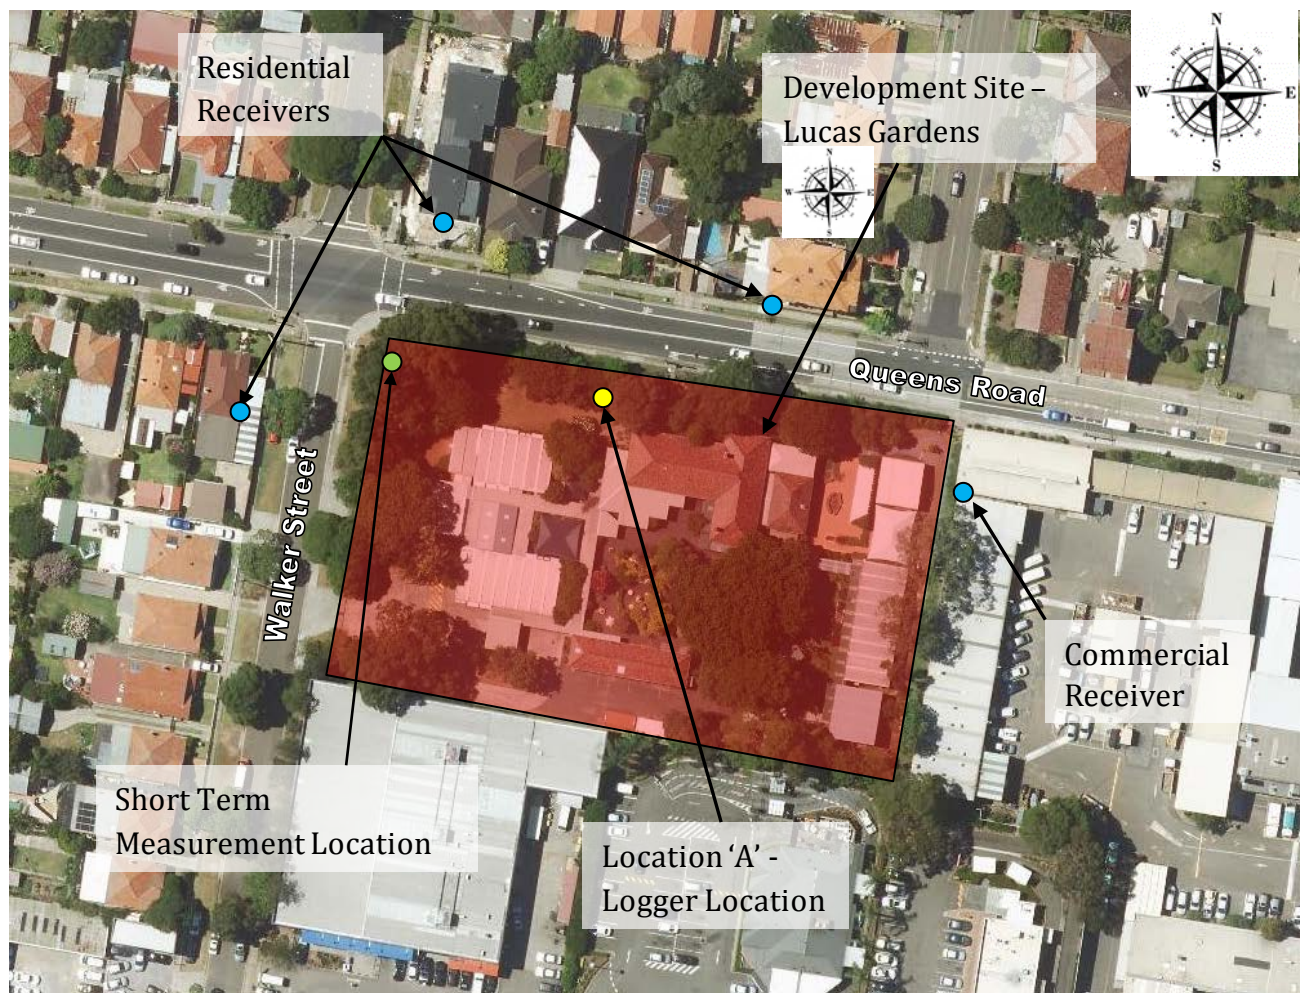 Residential
Receivers
Development Site –
Lucas Gardens
N
W E
S
N
W E
S
Queens Road
Walker Street
Commercial
Receiver
Short Term
Measurement Location
Location ‘A’ -
Logger Location